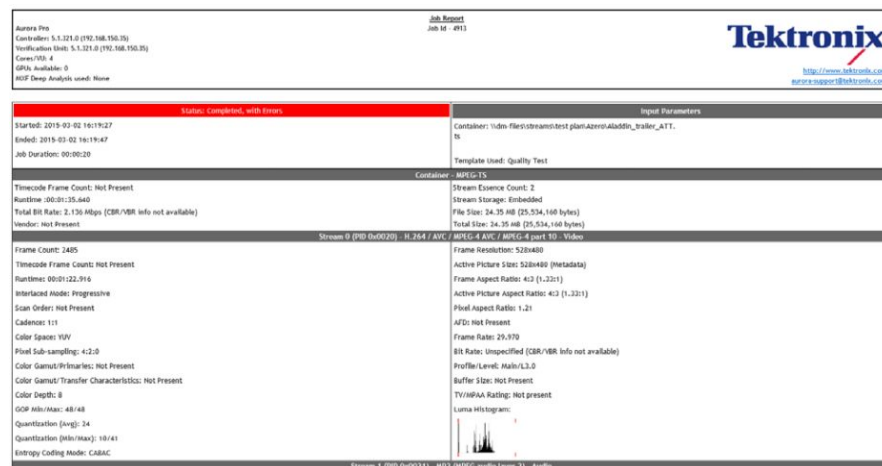 Job Report
Job Id - 4913
Aurora Pro
Controller: 5.1.321.0 (192.168.150.35)
Verification Unit: 5.1.321.0 (192.168.150.35)
Cores/VU: 4
GPUs Available: 0
MXF Deep Analysis used: None
Tektronix
http://www.tektronix.co
aurora-support@tektronix.co
Status: Completed, with Errors
Started: 2015-03-02 16:19:27
Ended: 2015-03-02 16:19:47
Job Duration: 00:00:20
Input Parameters
Container: \\dm-files\streams\test plan\Azero\Aladdin_trailer_ATT.
ts
Template Used: Quality Test
Container - MPEG-TS
Timecode Frame Count: Not Present
Runtime :00:01:35.640
Total Bit Rate: 2.136 Mbps (CBR/VBR info not available)
Vendor: Not Present
Stream Essence Count: 2
Stream Storage: Embedded
File Size: 24.35 MB (25,534,160 bytes)
Total Size: 24.35 MB (25,534,160 bytes)
Stream 0 (PID 0x0020) - H.264 / AVC / MPEG-4 AVC / MPEG-4 part 10 - Video
Frame Count: 2485
Timecode Frame Count: Not Present
Runtime: 00:01:22.916
Interlaced Mode: Progressive
Scan Order: Not Present
Cadence: 1:1
Color Space: YUV
Pixel Sub-sampling: 4:2:0
Color Gamut/Primaries: Not Present
Color Gamut/Transfer Characteristics: Not Present
Color Depth: 8
GOP Min/Max: 48/48
Quantization (Avg): 24
Quantization (Min/Max): 10/41
Entropy Coding Mode: CABAC
Frame Resolution: 528x480
Active Picture Size: 528x480 (Metadata)
Frame Aspect Ratio: 4:3 (1.33:1)
Active Picture Aspect Ratio: 4:3 (1.33:1)
Pixel Aspect Ratio: 1.21
AFD: Not Present
Frame Rate: 29.970
Bit Rate: Unspecified (CBR/VBR info not available)
Profile/Level: Main/L3.0
Buffer Size: Not Present
TV/MPAA Rating: Not present
Luma Histogram:
Stream 1 (PID 0x0021) - MP2 (MPEG audio layer 2) - Audio